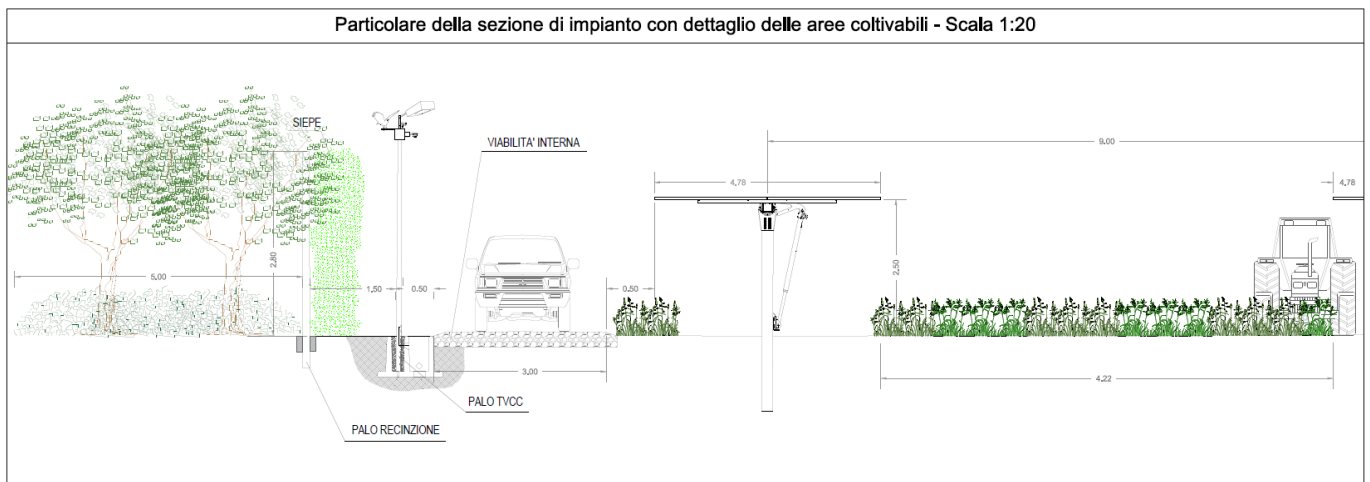 Particolare della sezione di impianto con dettaglio delle aree coltivabili - Scala 1:20
SIEPE
VIABILITA' INTERNA
9.00
4.78
4.78
2.80
5.00
1.50
0.50
0.50
2.50
3.00
4.22
PALO TVCC
PALO RECINZIONE